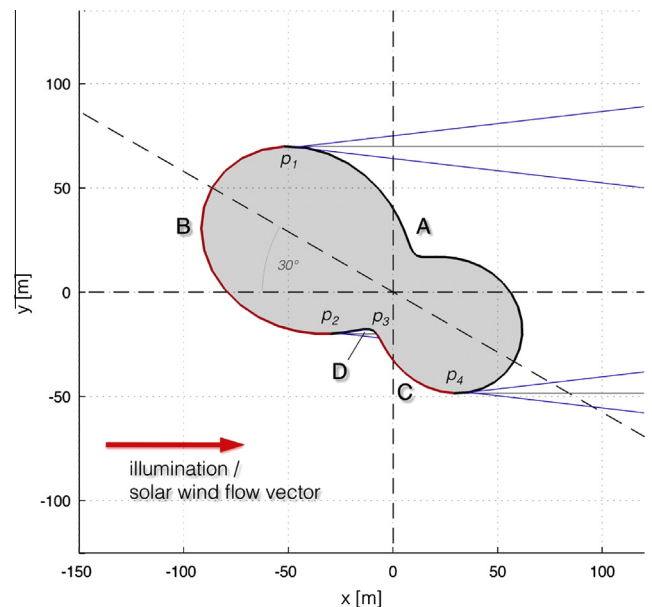 100
50
0
-50
-100
y [m]
p1
A
B
30°
p2
p3
D
C
p4
illumination /
solar wind flow vector
-150
-100
-50
0
50
100
x [m]